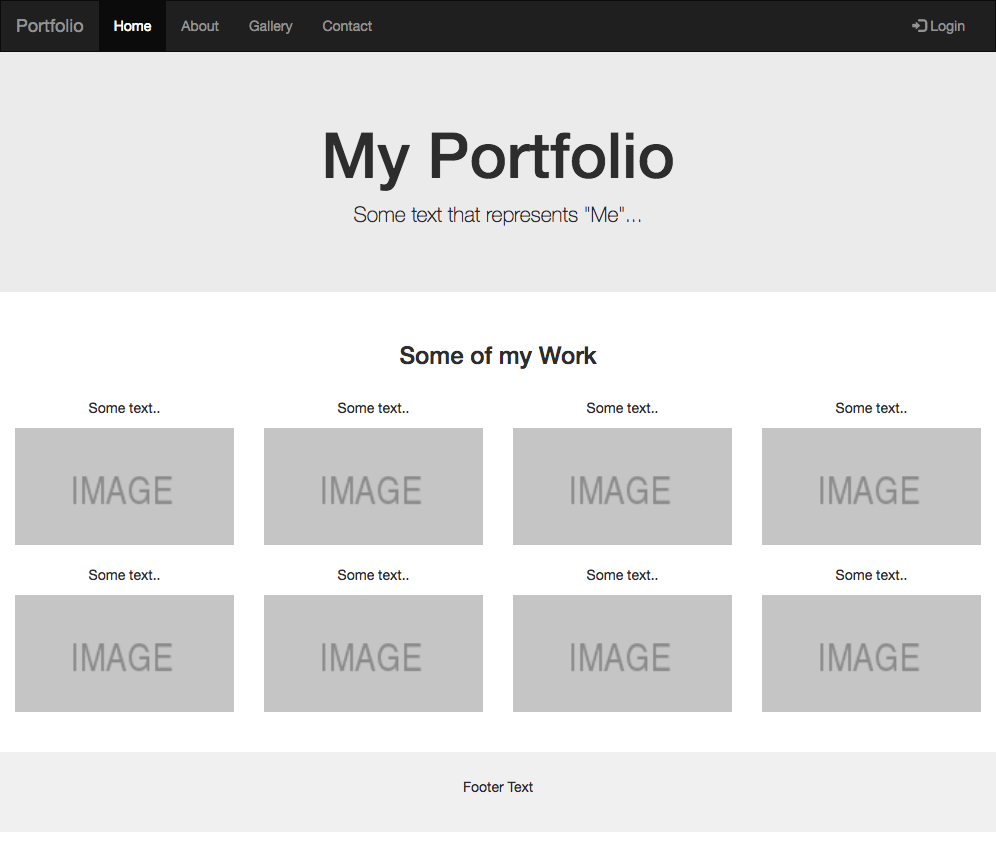 Portfolio Home About Gallery Contact Login
My Portfolio
Some text that represents "Me"...
Some of my Work
Some text.. Some text.. Some text.. Some text..
IMAGE IMAGE IMAGE IMAGE
Some text.. Some text.. Some text.. Some text..
IMAGE IMAGE IMAGE IMAGE
Footer Text